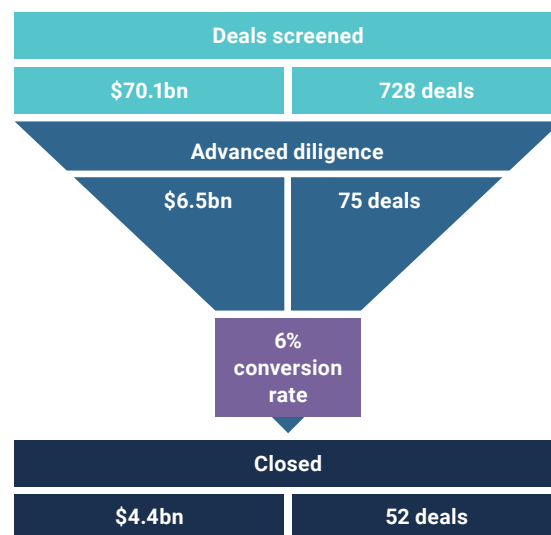 Deals screened
$70.1bn 728 deals
Advanced diligence
$6.5bn 75 deals
6%
conversion
rate
Closed
$4.4bn 52 deals